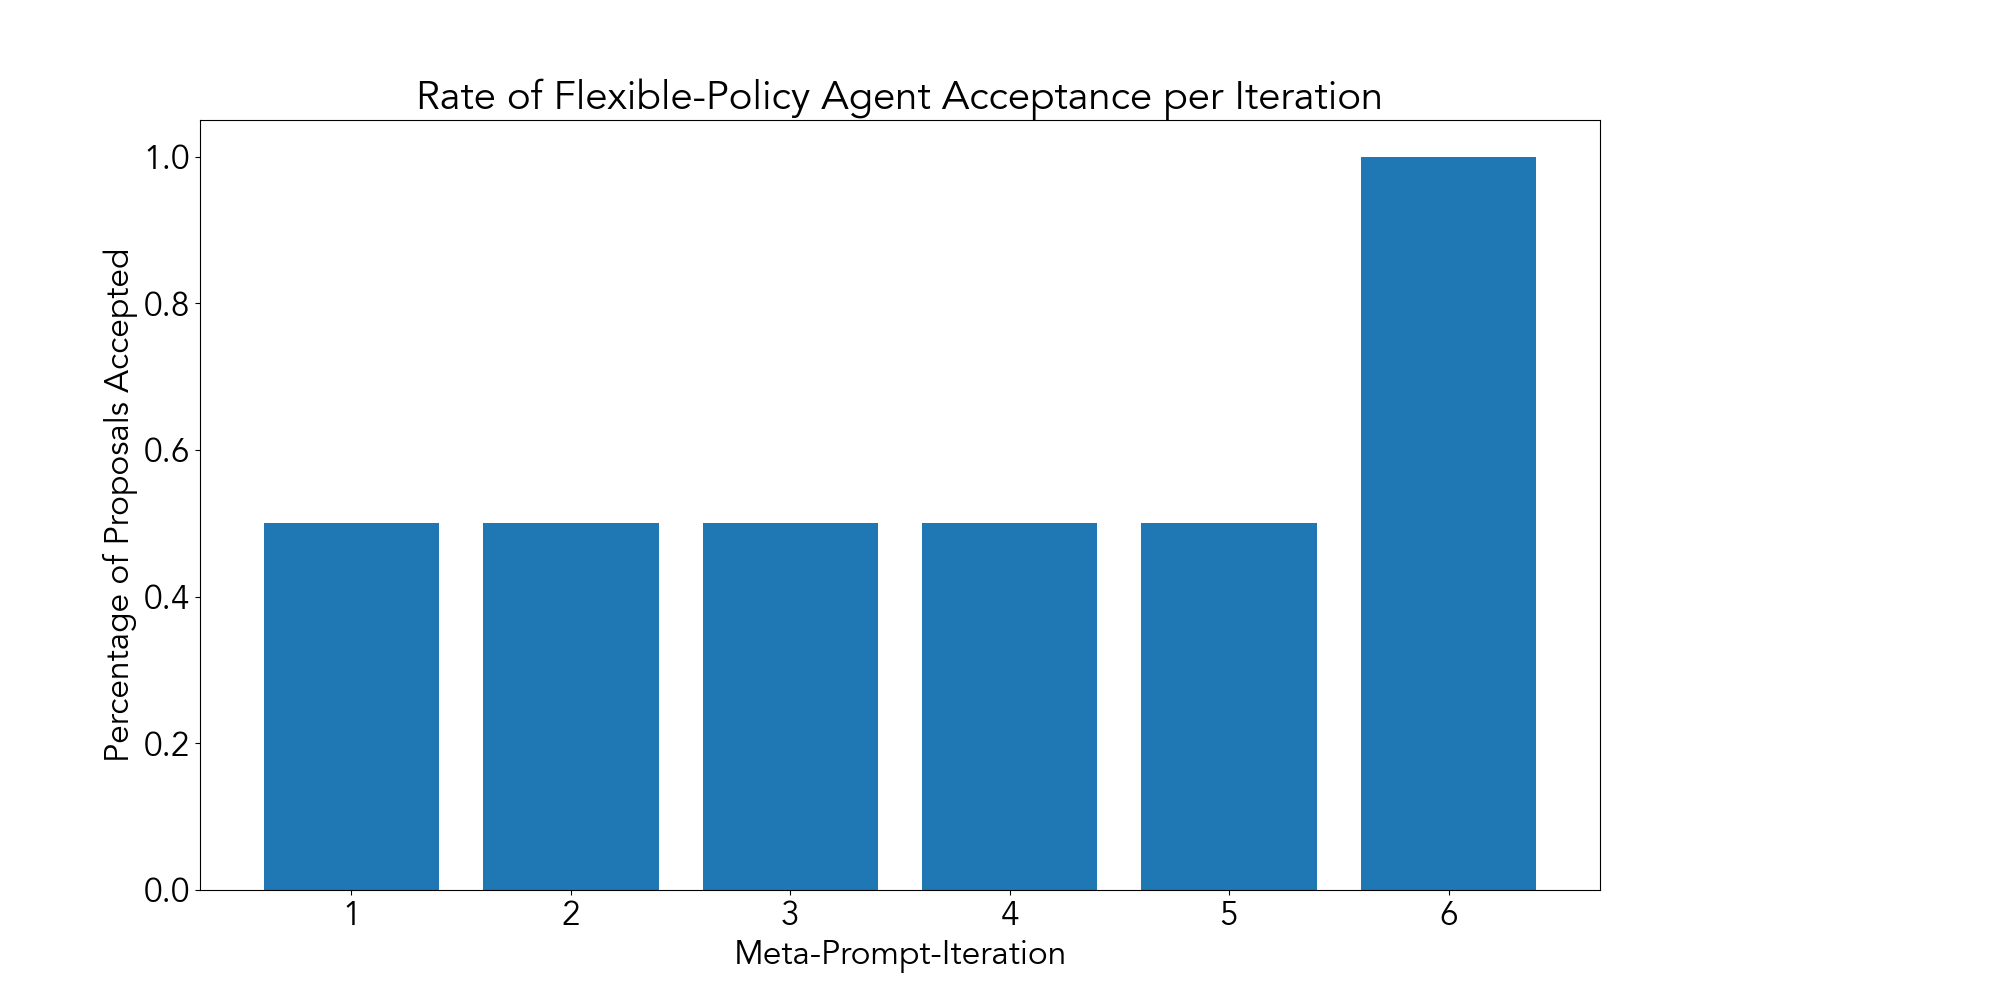 Rate of Flexible-Policy Agent Acceptance per Iteration
Percentage of Proposals Accepted
1.0
0.8
0.6
0.4
0.2
0.0
1 2 3 4 5 6
Meta-Prompt-Iteration